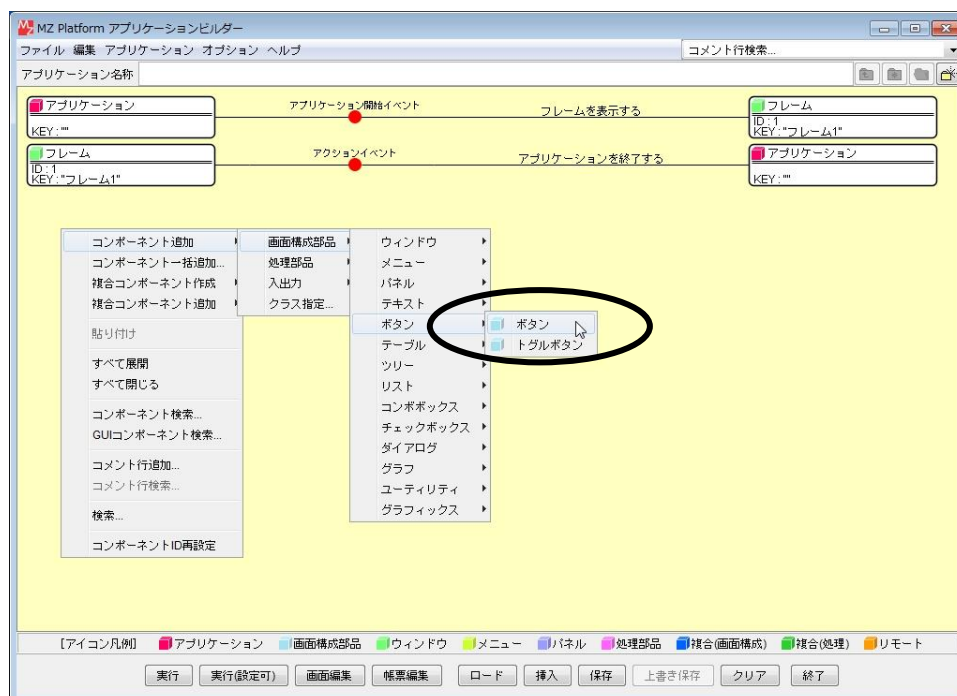 MZ Platform アプリケーションビルダー
ファイル 編集 アプリケーション オプション ヘルプ
コメント行検索...
アプリケーション名称
アプリケーション アプリケーション開始イベント フレームを表示する フレーム
KEY:"" ID:1
KEY:"フレーム1"
フレーム アクションイベント アプリケーションを終了する アプリケーション
ID:1
KEY:"フレーム1" KEY:""
コンポーネント追加 画面構成部品 ウィンドウ
コンポーネント一括追加... 処理部品 メニュー
複合コンポーネント作成 入出力 パネル
複合コンポーネント追加 クラス指定... テキスト
貼り付け ボタン ボタン
テーブル トグルボタン
すべて展開 ツリー
すべて閉じる リスト
コンポーネント検索... コンボボックス
GUIコンポーネント検索... チェックボックス
ダイアログ
コメント行追加... グラフ
コメント行検索... ユーティリティ
検索... グラフィックス
コンポーネントID再設定
[アイコン凡例] アプリケーション 画面構成部品 ウィンドウ メニュー パネル 処理部品 複合(画面構成) 複合(処理) リモート
実行 実行(設定可) 画面編集 帳票編集 ロード 挿入 保存 上書き保存 クリア 終了